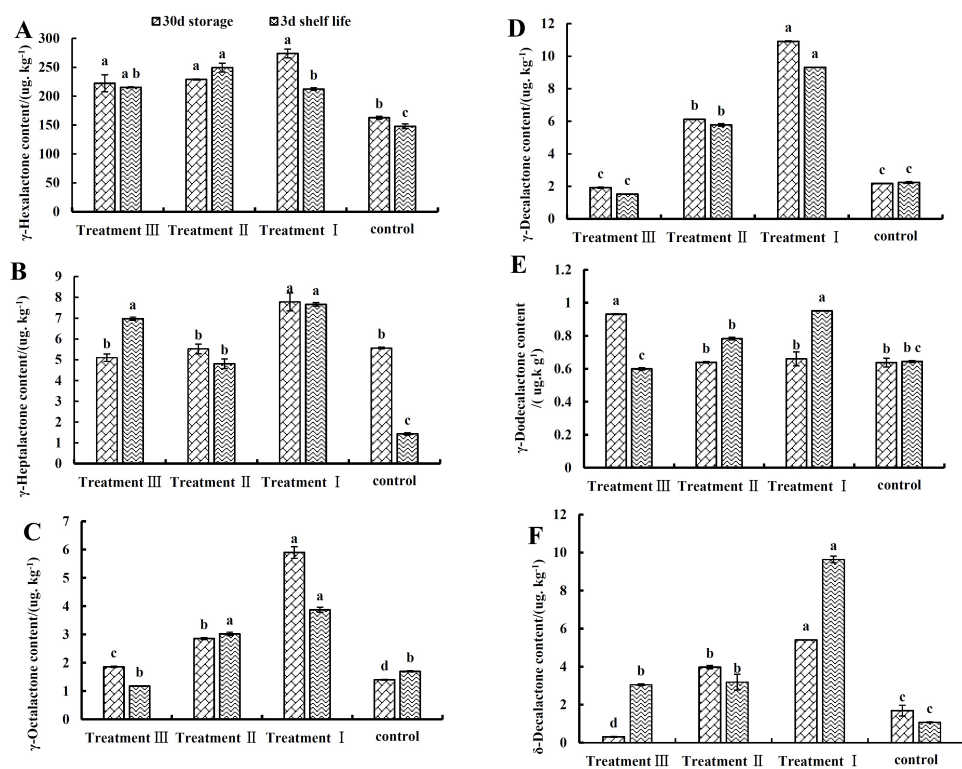 A
30d storage 3d shelf life
γ-Hexalactone content/(ug. kg-1)
300
250
200
150
100
50
0
a a b a a a b b c
Treatment Ⅲ Treatment Ⅱ Treatment Ⅰ control
B
γ-Heptalactone content/(ug. kg-1)
9
8
7
6
5
4
3
2
1
0
b a b b a a b c
Treatment Ⅲ Treatment Ⅱ Treatment Ⅰ control
C
γ-Octalactone content/(ug. kg-1)
7
6
5
4
3
2
1
0
c b b a a a d b
Treatment Ⅲ Treatment Ⅱ Treatment Ⅰ control
D
γ-Decalactone content/(ug. kg-1)
12
10
8
6
4
2
0
c c b b a a c c
Treatment Ⅲ Treatment Ⅱ Treatment Ⅰ control
E
γ-Dodecalactone content
/( ug.k g1)
1.2
1
0.8
0.6
0.4
0.2
0
a c b b b a b b c
Treatment Ⅲ Treatment Ⅱ Treatment Ⅰ control
F
δ-Decalactone content/(ug. kg-1)
12
10
8
6
4
2
0
d b b b a a c c
Treatment Ⅲ Treatment Ⅱ Treatment Ⅰ control